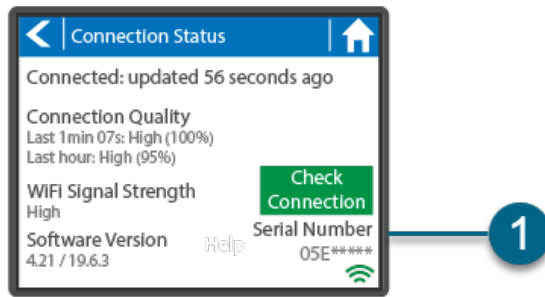 Connection Status
Connected: updated 56 seconds ago
Connection Quality
Last 1min 07s: High (100%)
Last hour: High (95%)
WiFi Signal Strength
High
Check
Connection
Software Version
4.21 / 19.6.3
Help
Serial Number
05E*****
1